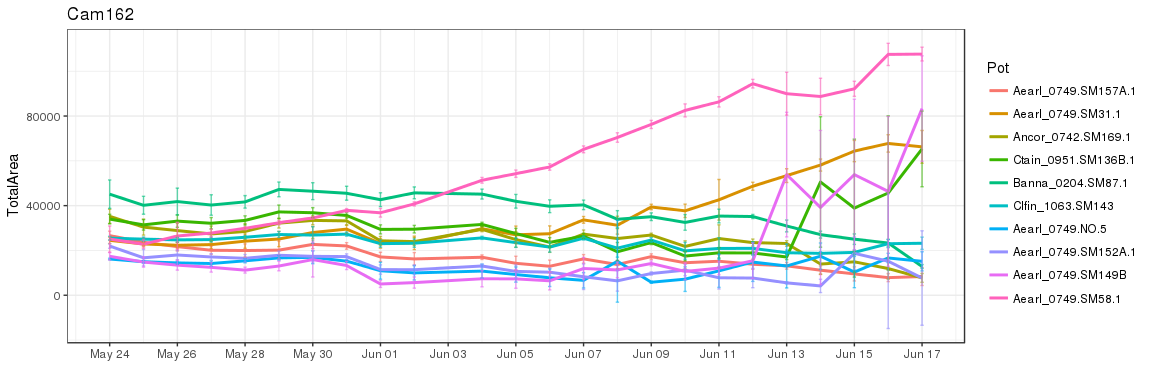 Cam162
TotalArea
80000
40000
0
May 24 May 26 May 28 May 30 Jun 01 Jun 03 Jun 05 Jun 07 Jun 09 Jun 11 Jun 13 Jun 15 Jun 17
Pot
Aearl_0749.SM157A.1
Aearl_0749.SM31.1
Ancor_0742.SM169.1
Ctain_0951.SM136B.1
Banna_0204.SM87.1
Clfin_1063.SM143
Aearl_0749.NO.5
Aearl_0749.SM152A.1
Aearl_0749.SM149B
Aearl_0749.SM58.1